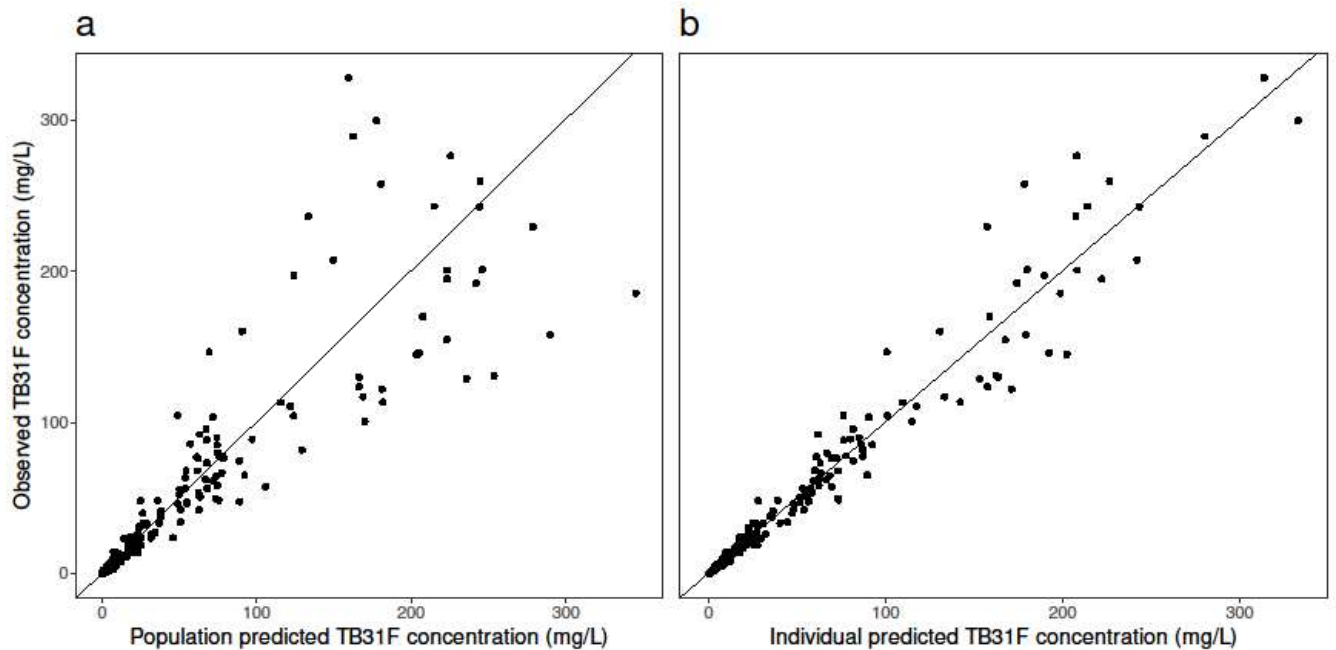 a
b
Observed TB31F concentration (mg/L)
300
200
100
0
0 100 200 300
0 100 200 300
Population predicted TB31F concentration (mg/L)
Individual predicted TB31F concentration (mg/L)